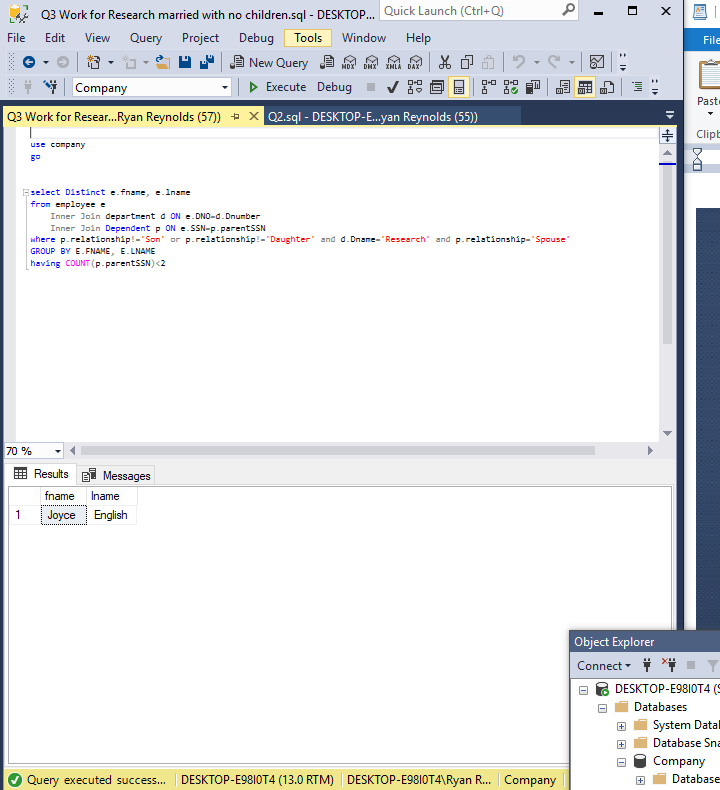 Q3 Work for Research married with no children.sql - DESKTOP...
Quick Launch (Ctrl+Q)
File Edit View Query Project Debug Tools Window Help
File
New Query
MDX DMX XMLA DAX
Company
Execute Debug
Paste
Clipb
Q3 Work for Resear...Ryan Reynolds (57))
Q2.sql - DESKTOP-E...yan Reynolds (55))
use company
go
select Distinct e.fname, e.lname
from employee e
Inner Join department d ON e.DNO=d.Dnumber
Inner Join Dependent p ON e.SSN=p.parentSSN
where p.relationship!='Son' or p.relationship!='Daughter' and d.Dname='Research' and p.relationship='Spouse'
GROUP BY E.FNAME, E.LNAME
having COUNT(p.parentSSN)<2
70 %
Results Messages
fname lname
1 Joyce English
Object Explorer
Connect
DESKTOP-E98I0T4 (S
Databases
System Datal
Database Sna
Company
Database
Query executed success...
DESKTOP-E98I0T4 (13.0 RTM)
DESKTOP-E98I0T4\Ryan R...
Company